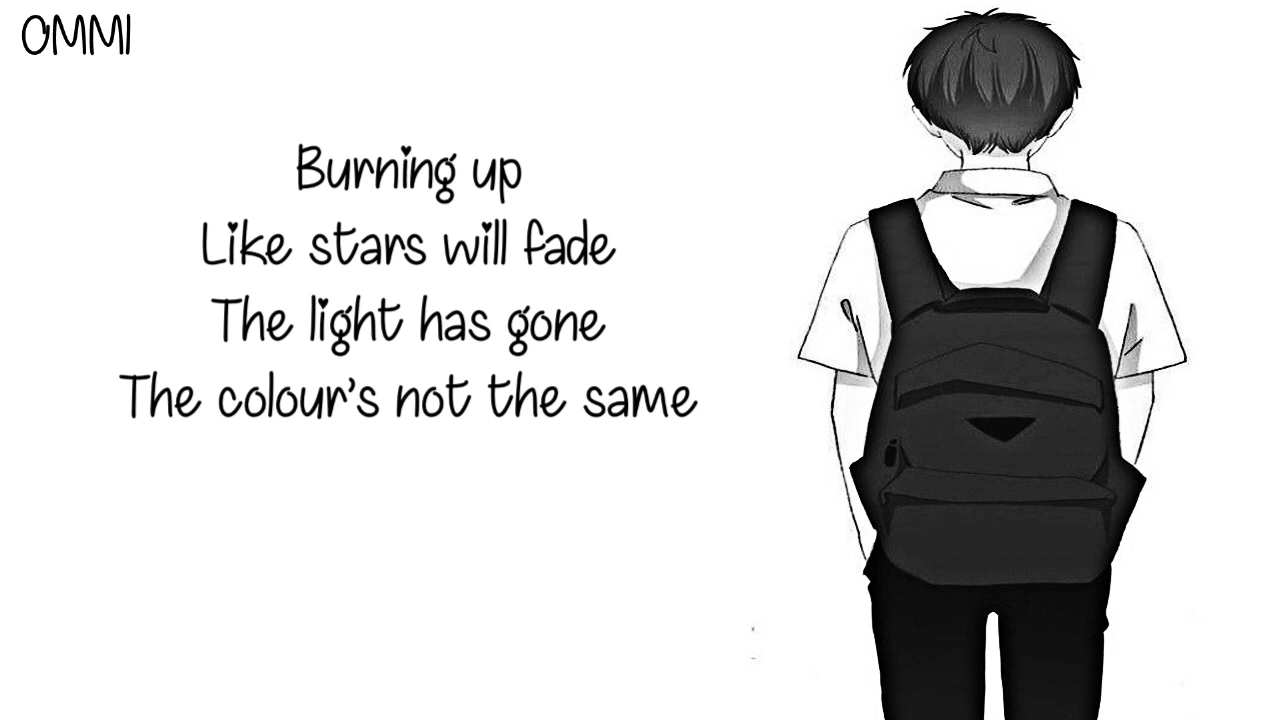 OMMI
Burning up
Like stars will fade
The light has gone
The colour's not the same